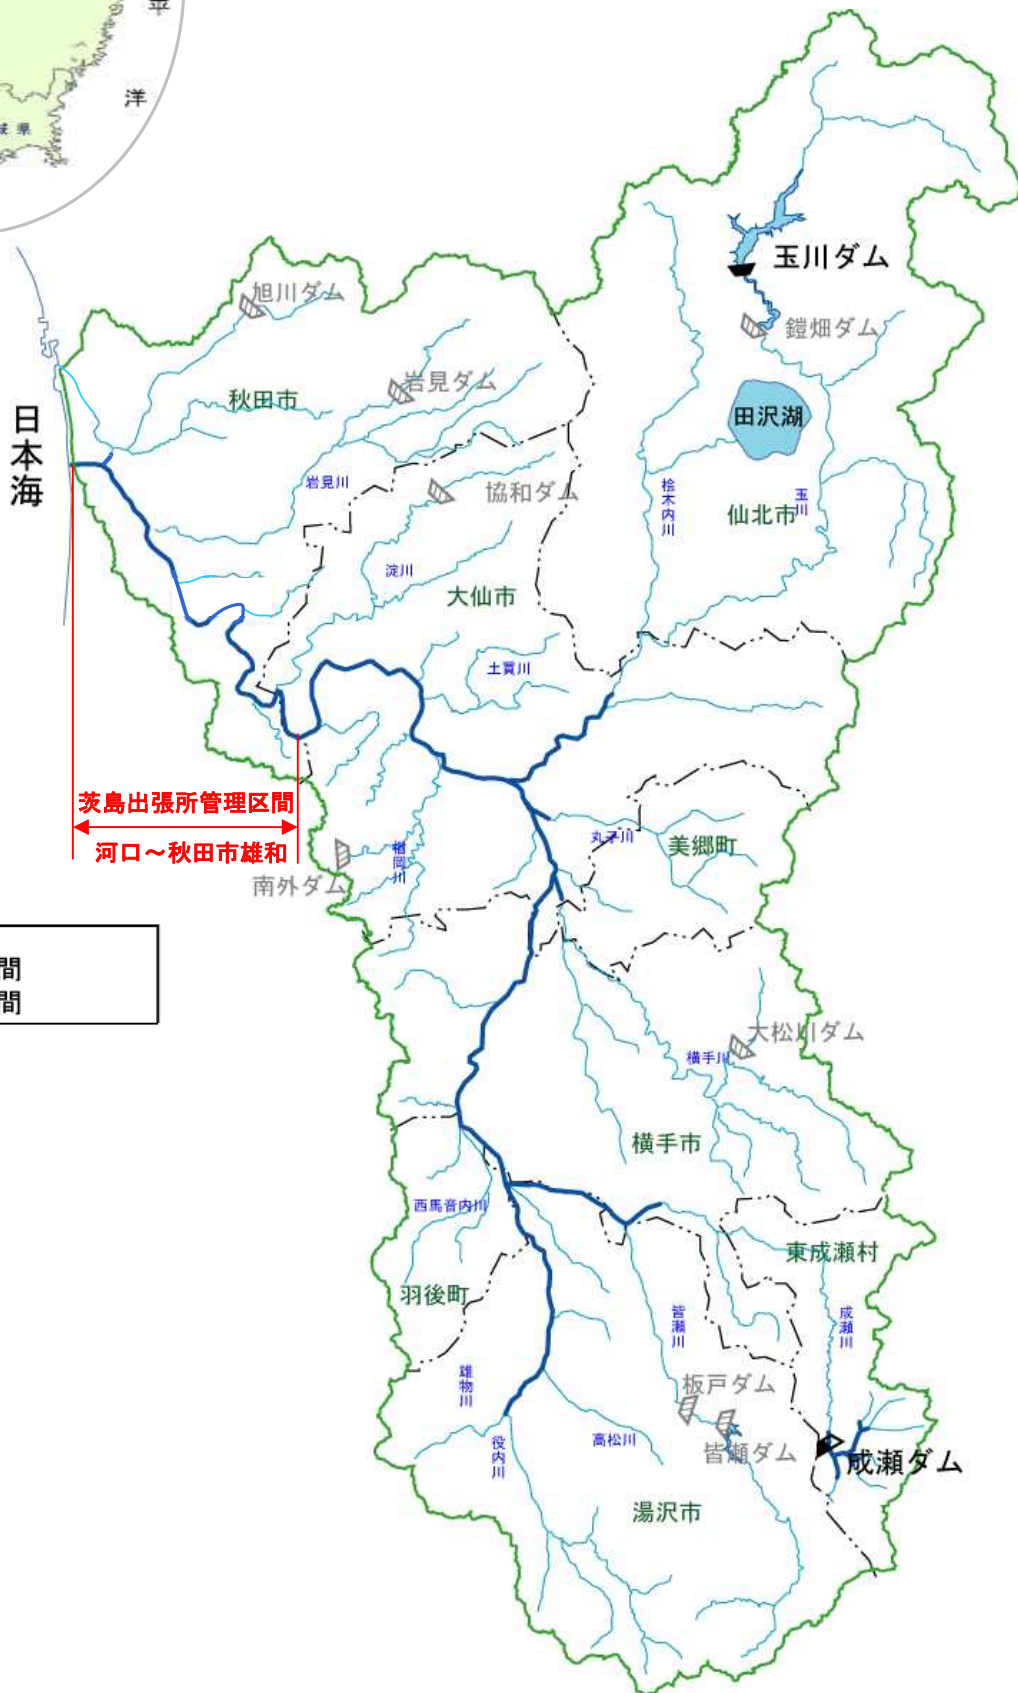 平
洋
県
玉川ダム
旭川ダム
鎧畑ダム
岩見ダム
秋田市
田沢湖
日本海
岩見川
協和ダム
桧木内川
玉川
仙北市
淀川
大仙市
土買川
茨島出張所管理区間
河口～秋田市雄和
丸子川
美郷町
楢岡川
南外ダム
間
間
大松川ダム
横手川
横手市
西馬音内川
東成瀬村
羽後町
皆瀬川
成瀬川
雄物川
板戸ダム
役内川
高松川
皆瀬ダム
成瀬ダム
湯沢市